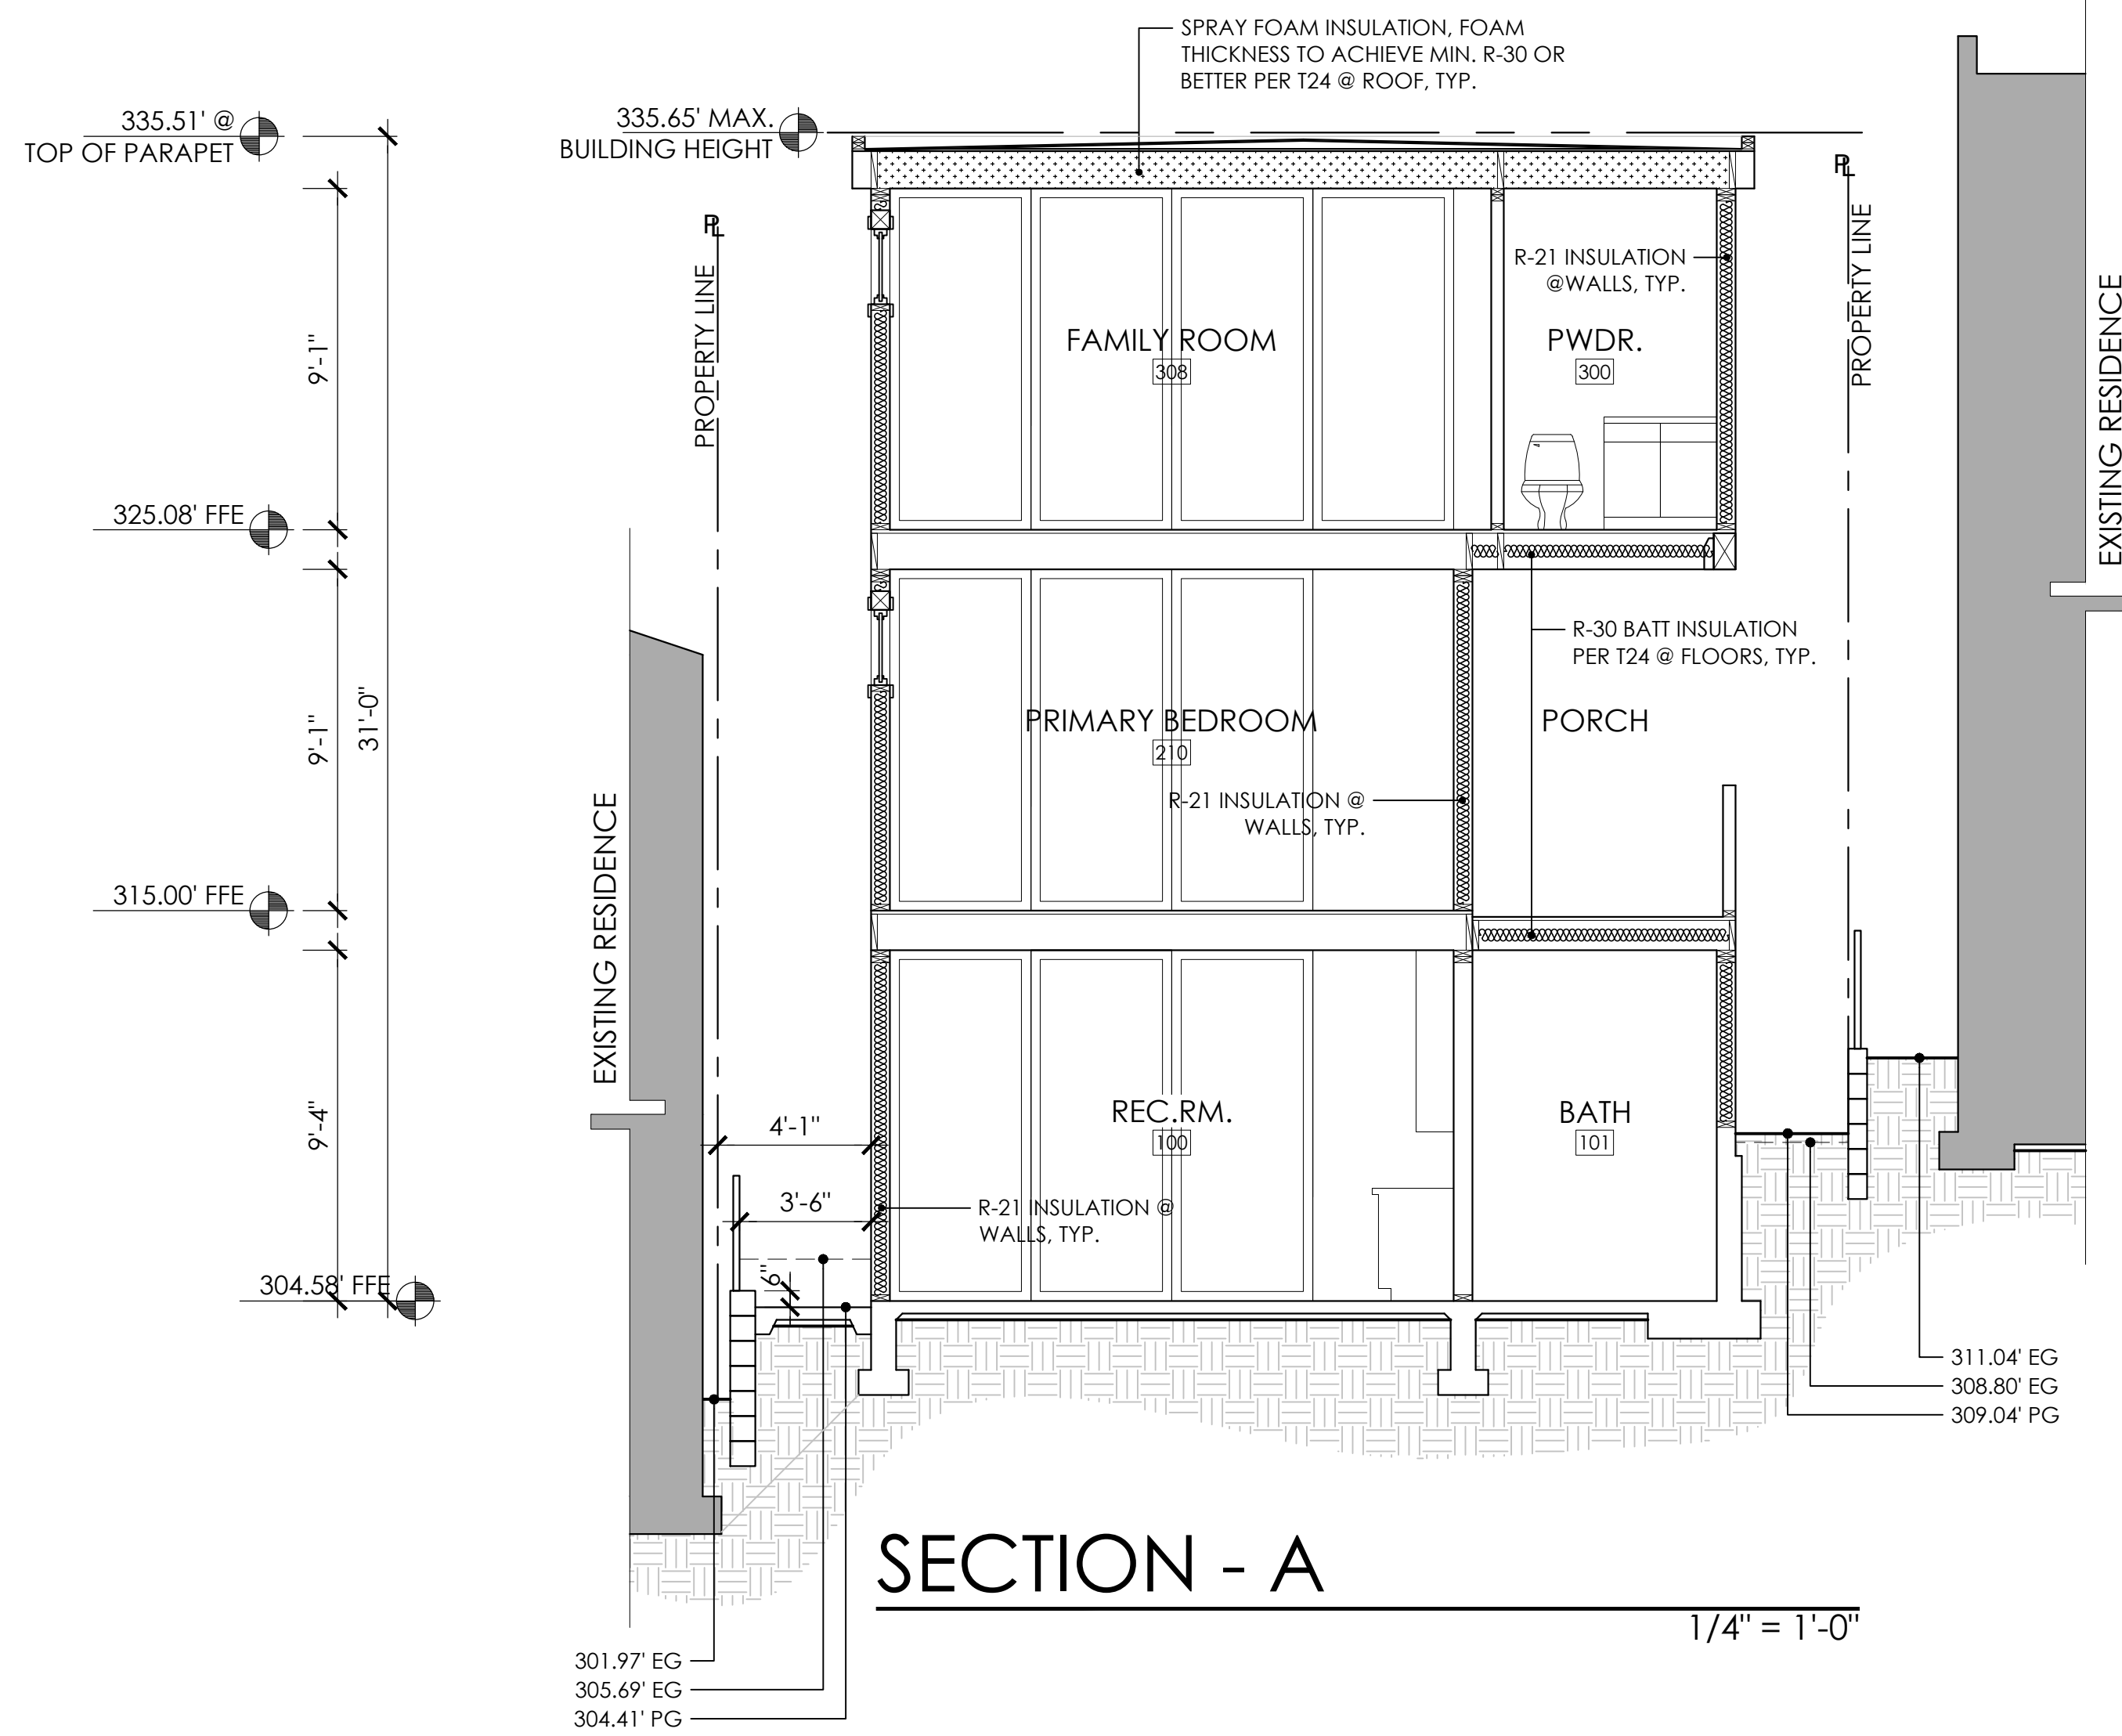 SPRAY FOAM INSULATION, FOAM
THICKNESS TO ACHIEVE MIN. R-30 OR
BETTER PER T24 @ ROOF, TYP.
335.51' @
TOP OF PARAPET
335.65' MAX.
BUILDING HEIGHT
PL
PROPERTY LINE
PL
PROPERTY LINE
R-21 INSULATION
@WALLS, TYP.
EXISTING RESIDENCE
9'-1"
FAMILY ROOM
308
PWDR.
300
325.08' FFE
R-30 BATT INSULATION
PER T24 @ FLOORS, TYP.
9'-1"
31'-0"
PRIMARY BEDROOM
210
PORCH
R-21 INSULATION @
WALLS, TYP.
315.00' FFE
EXISTING RESIDENCE
9'-4"
4'-1"
REC.RM.
100
BATH
101
3'-6"
R-21 INSULATION @
WALLS, TYP.
6"
304.58' FFE
311.04' EG
308.80' EG
309.04' PG
SECTION - A
1/4" = 1'-0"
301.97' EG
305.69' EG
304.41' PG